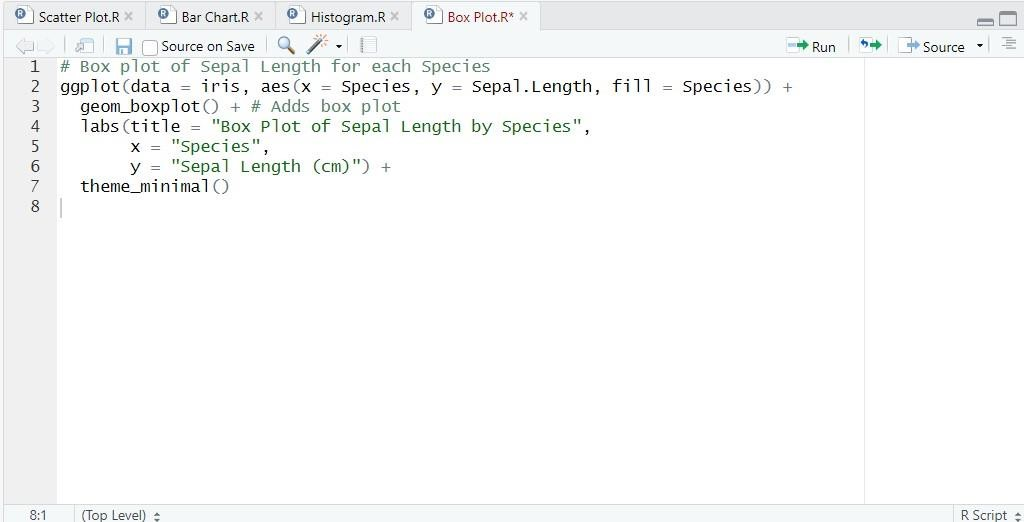 Scatter Plot.R Bar Chart.R Histogram.R Box Plot.R*
Source on Save Run Source
1 # Box plot of Sepal Length for each Species
2 ggplot(data = iris, aes(x = Species, y = Sepal.Length, fill = Species)) +
3   geom_boxplot() + # Adds box plot
4   labs(title = "Box Plot of Sepal Length by Species",
5        x = "Species",
6        y = "Sepal Length (cm)") +
7   theme_minimal()
8
8:1 (Top Level) R Script